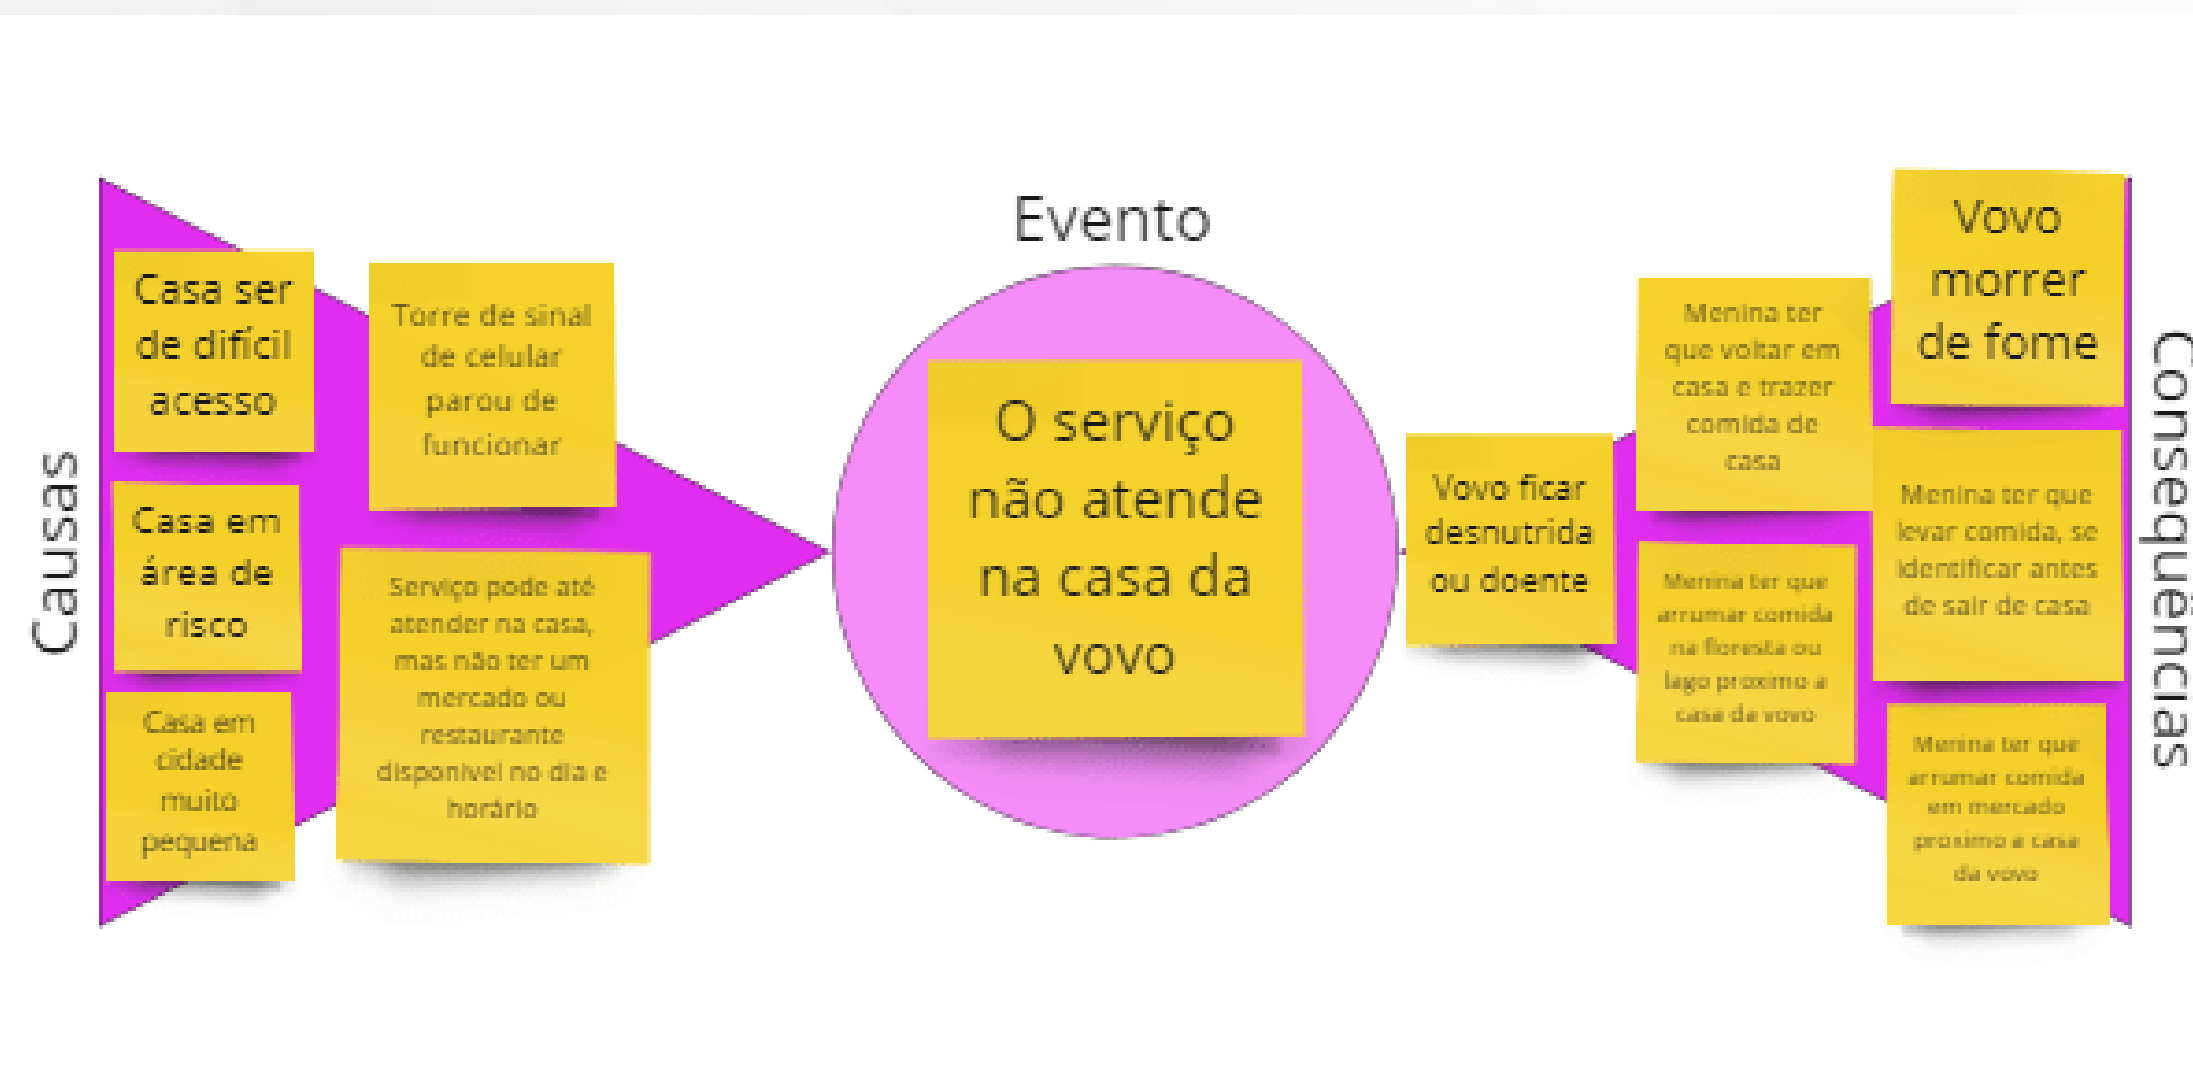 Causas
Casa ser
de difícil
acesso
Casa em
área de
risco
Casa em
cidade
muito
pequena
Torre de sinal
de celular
parou de
funcionar
Serviço pode até
atender na casa,
mas não ter um
mercado ou
restaurante
disponivel no dia e
horário
Evento
O serviço
não atende
na casa da
vovo
Vovo ficar
desnutrida
ou doente
Menina ter
que voltar em
casa e trazer
comida de
casa
Menina ter que
arrumar comida
na floresta ou
lago proximo a
casa da vovo
Vovo
morrer
de fome
Menina ter que
levar comida, se
identificar antes
de sair de casa
Menina ter que
arrumar comida
em mercado
proximo a casa
da vovo
Consequências